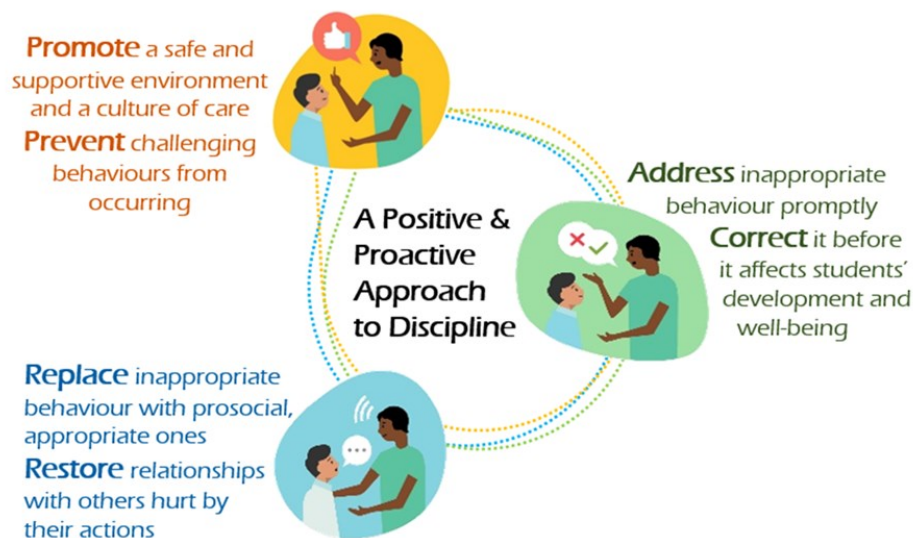 Promote a safe and
supportive environment
and a culture of care
Prevent challenging
behaviours from
occurring
A Positive &
Proactive
Approach
to Discipline
Address inappropriate
behaviour promptly
Correct it before
it affects students’
development and
well-being
Replace inappropriate
behaviour with prosocial,
appropriate ones
Restore relationships
with others hurt by
their actions